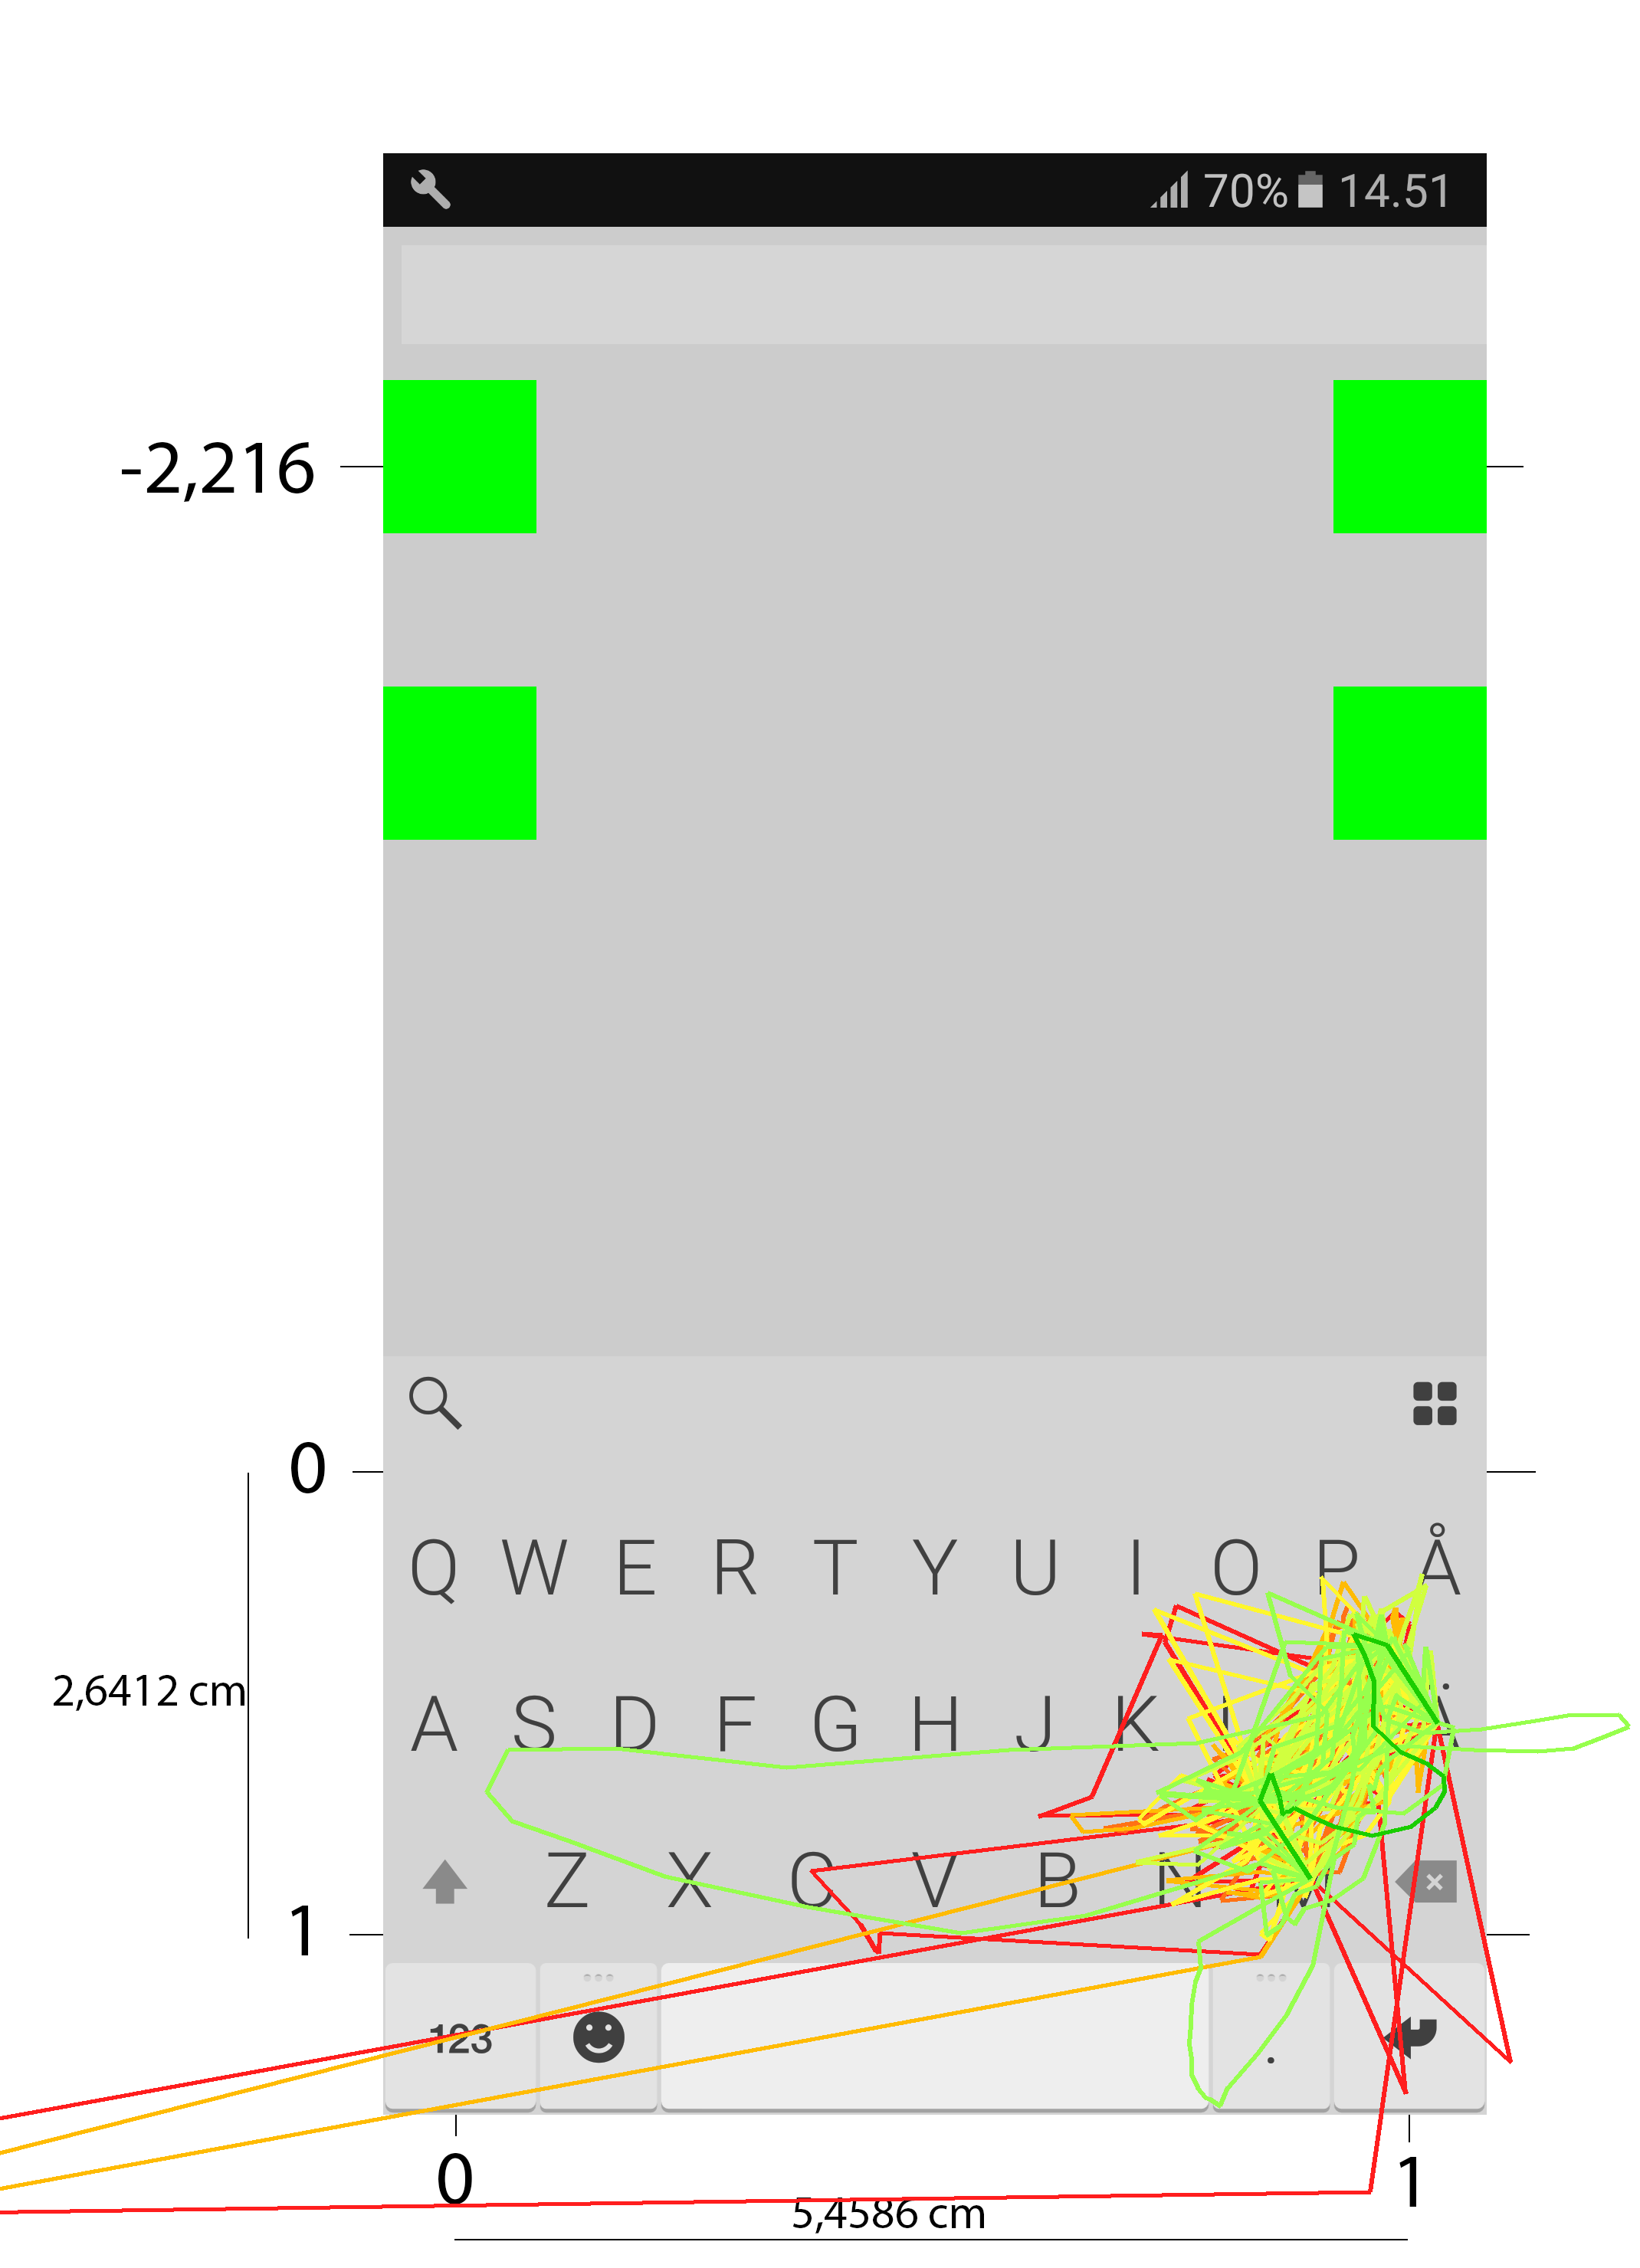 70% 14.51
-2,216
0
Q W E R T Y U I O P Å
2,6412 cm
A S D F G H J K
Z X C V B N
1
123 .
0 1
5,4586 cm